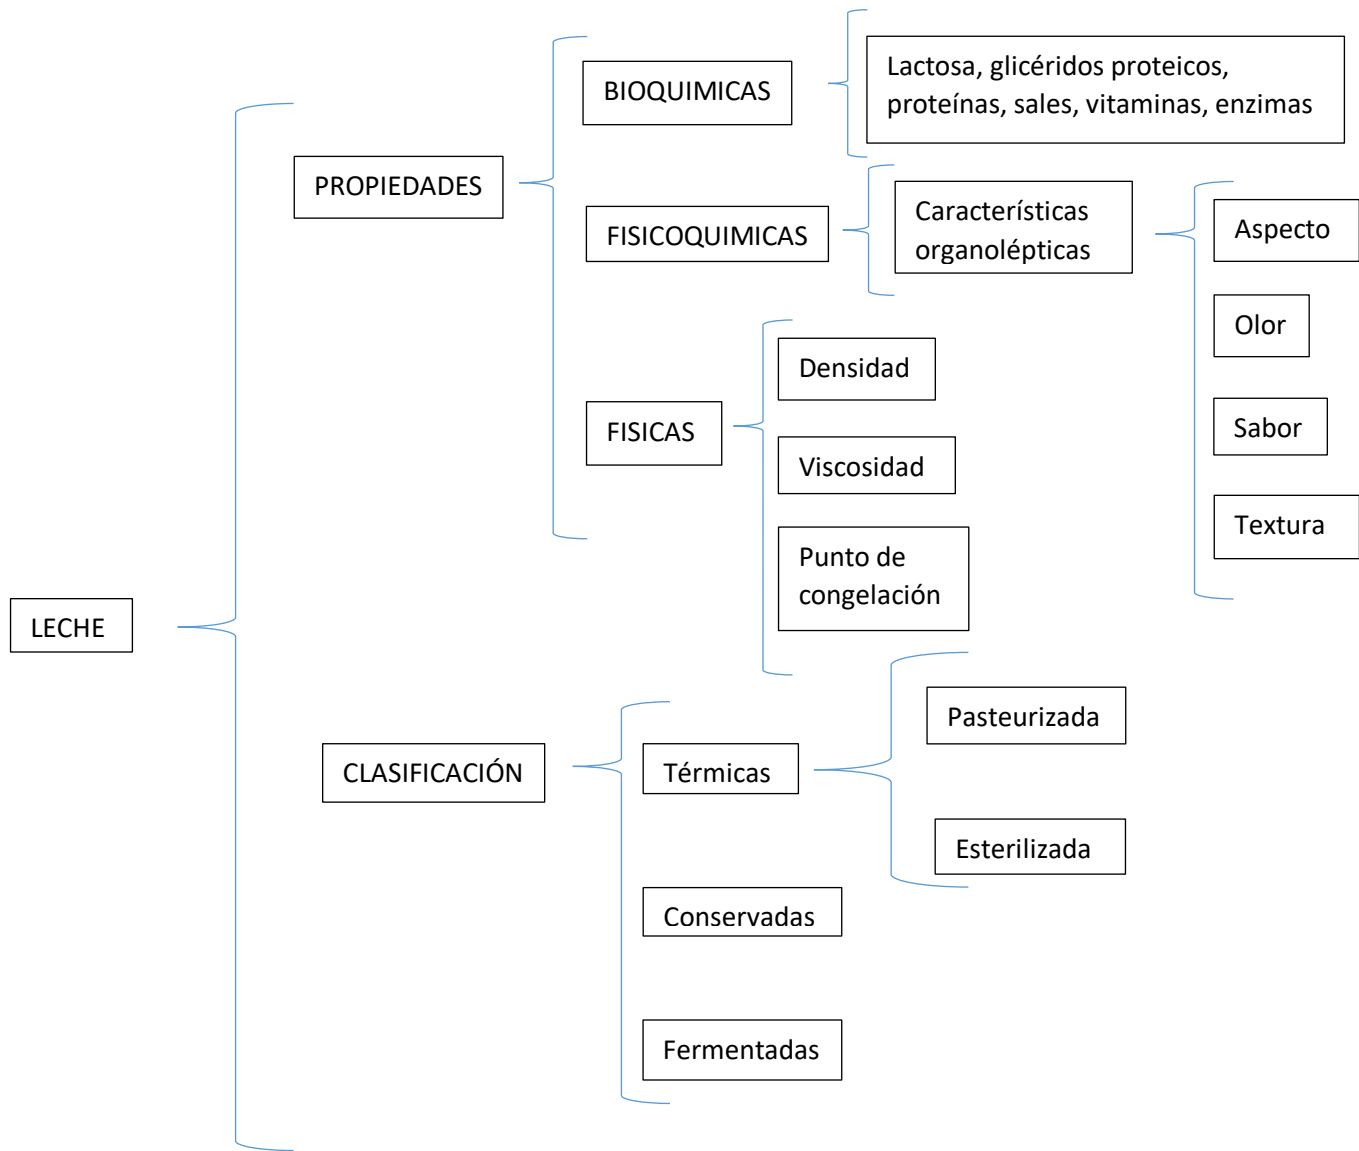 LECHE
PROPIEDADES
BIOQUIMICAS
Lactosa, glicéridos proteicos,
proteínas, sales, vitaminas, enzimas
FISICOQUIMICAS
Características
organolépticas
Aspecto
Olor
Sabor
Textura
FISICAS
Densidad
Viscosidad
Punto de
congelación
CLASIFICACIÓN
Térmicas
Pasteurizada
Esterilizada
Conservadas
Fermentadas